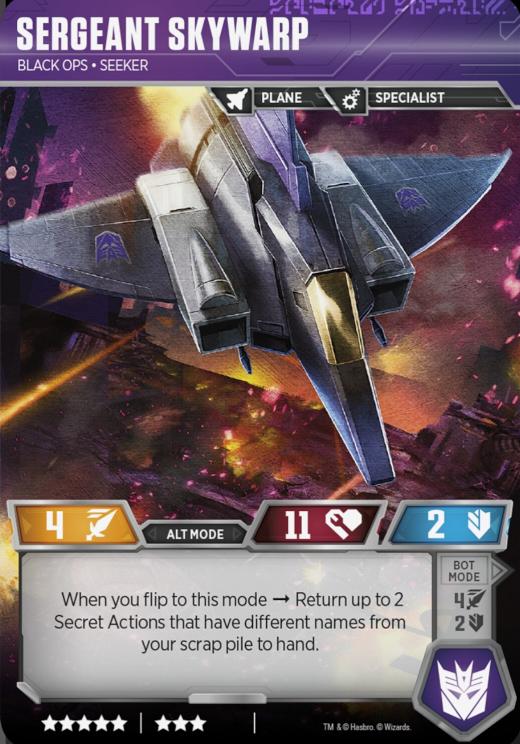 SERGEANT SKYWARP
BLACK OPS • SEEKER
PLANE SPECIALIST
4 ALT MODE 11 2
When you flip to this mode → Return up to 2
Secret Actions that have different names from
your scrap pile to hand.
BOT
MODE
4
2
★★★★★ | ★★★ |
TM & © Hasbro. © Wizards.